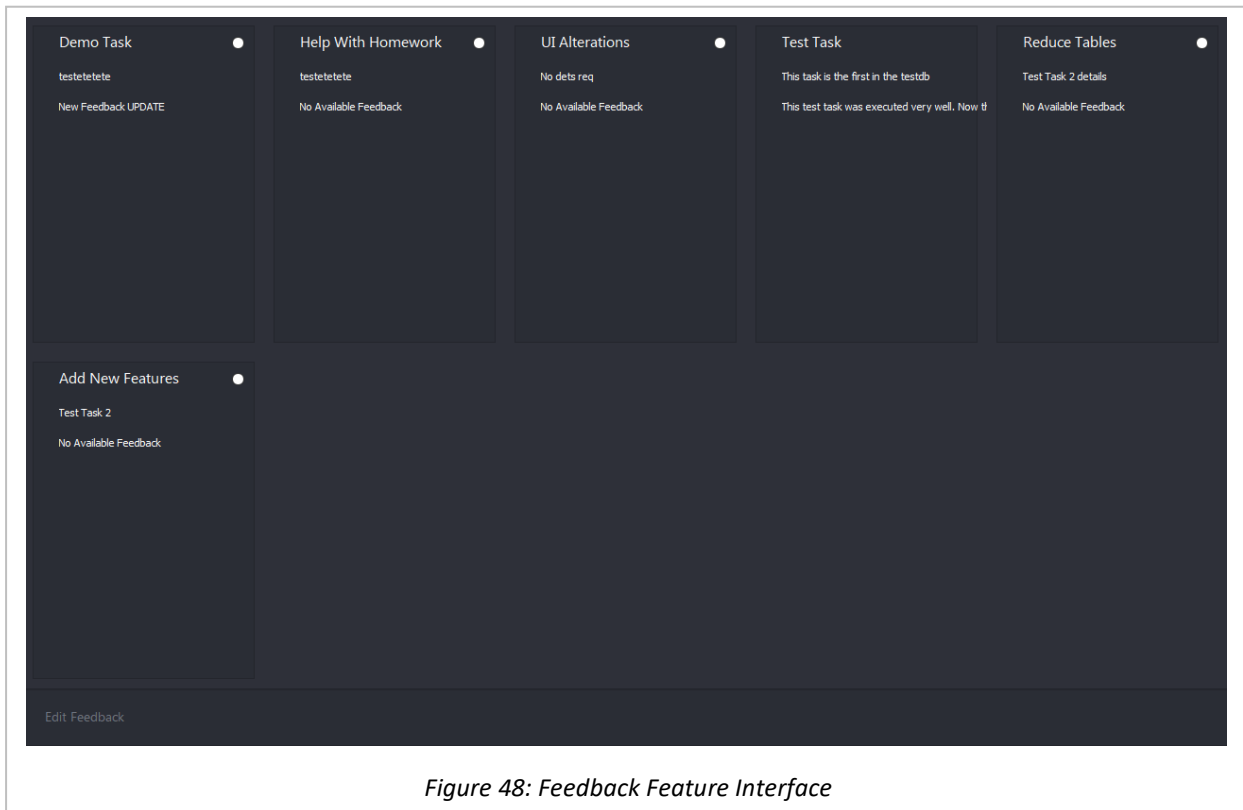 Demo Task
testetetete
New Feedback UPDATE
Help With Homework
testetetete
No Available Feedback
UI Alterations
No dets req
No Available Feedback
Test Task
This task is the first in the testdb
This test task was executed very well. Now
Reduce Tables
Test Task 2 details
No Available Feedback
Add New Features
Test Task 2
No Available Feedback
Edit Feedback
Figure 48: Feedback Feature Interface